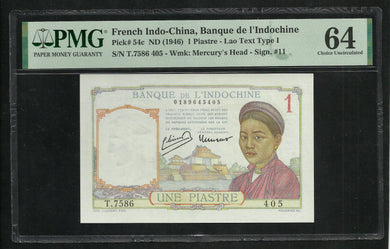 PMG
PAPER MONEY GUARANTY
French Indo-China, Banque de l'Indochine
Pick# 54c ND (1946) 1 Piastre - Lao Text Type I
S/N T.7586 405 - Wmk: Mercury's Head - Sign. #11
64
Choice Uncirculated
BANQUE DE L'INDOCHINE
0189645405
1
T.7586
405
UNE PIASTRE